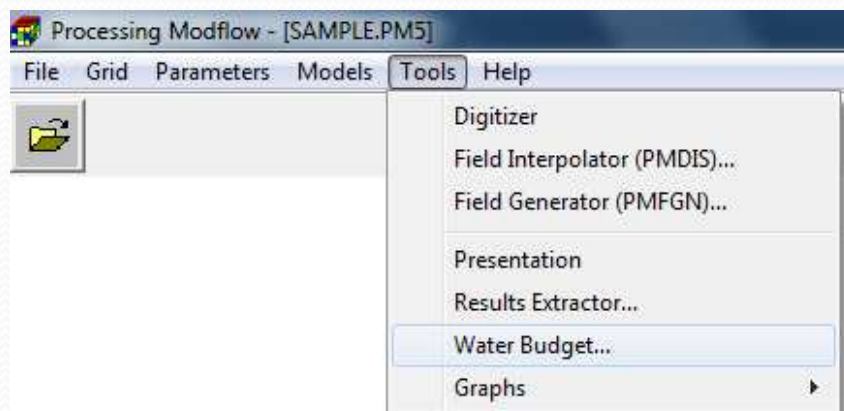 Processing Modflow - [SAMPLE.PM5]
File Grid Parameters Models Tools Help
Digitizer
Field Interpolator (PMDIS)...
Field Generator (PMFGN)...
Presentation
Results Extractor...
Water Budget...
Graphs